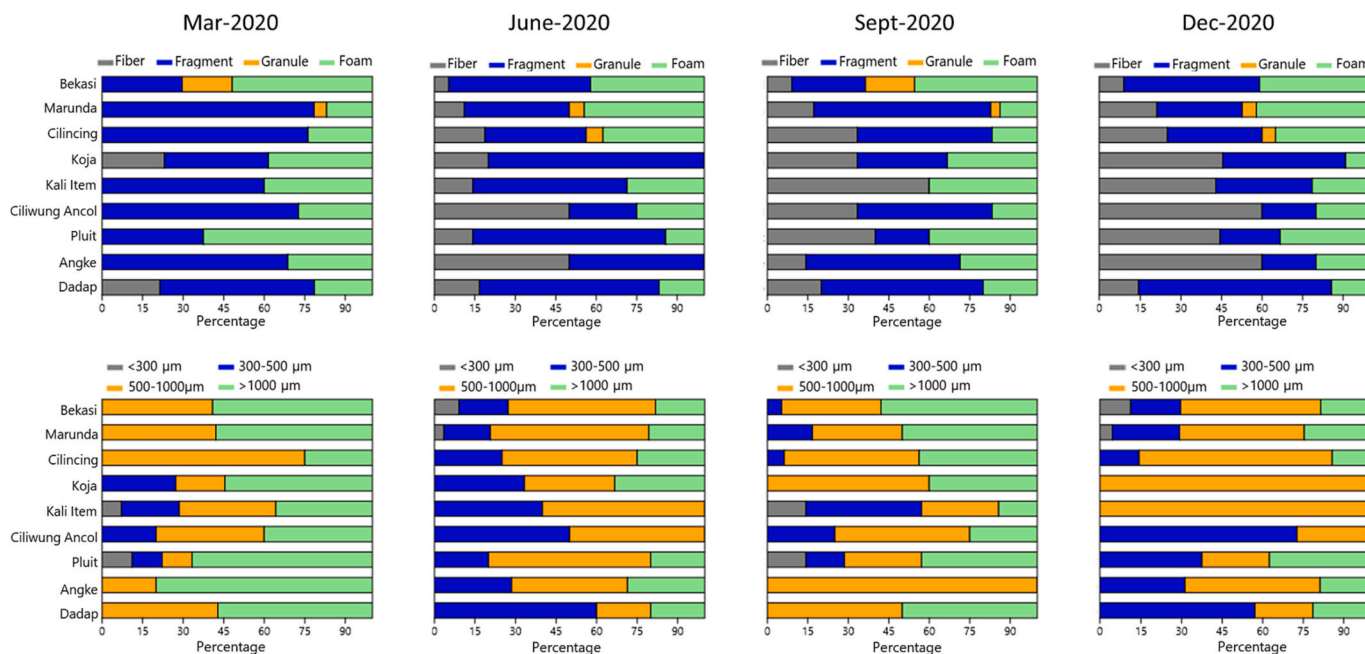 Mar-2020 June-2020 Sept-2020 Dec-2020
Fiber Fragment Granule Foam Fiber Fragment Granule Foam Fiber Fragment Granule Foam Fiber Fragment Granule Foam
Bekasi
Marunda
Cilincing
Koja
Kali Item
Ciliwung Ancol
Pluit
Angke
Dadap
0 15 30 45 60 75 90 0 15 30 45 60 75 90 0 15 30 45 60 75 90 0 15 30 45 60 75 90
Percentage Percentage Percentage Percentage
<300 µm 300-500 µm <300 µm 300-500 µm <300 µm 300-500 µm <300 µm 300-500 µm
500-1000µm >1000 µm 500-1000µm >1000 µm 500-1000µm >1000 µm 500-1000µm >1000 µm
Bekasi
Marunda
Cilincing
Koja
Kali Item
Ciliwung Ancol
Pluit
Angke
Dadap
0 15 30 45 60 75 90 0 15 30 45 60 75 90 0 15 30 45 60 75 90 0 15 30 45 60 75 90
Percentage Percentage Percentage Percentage